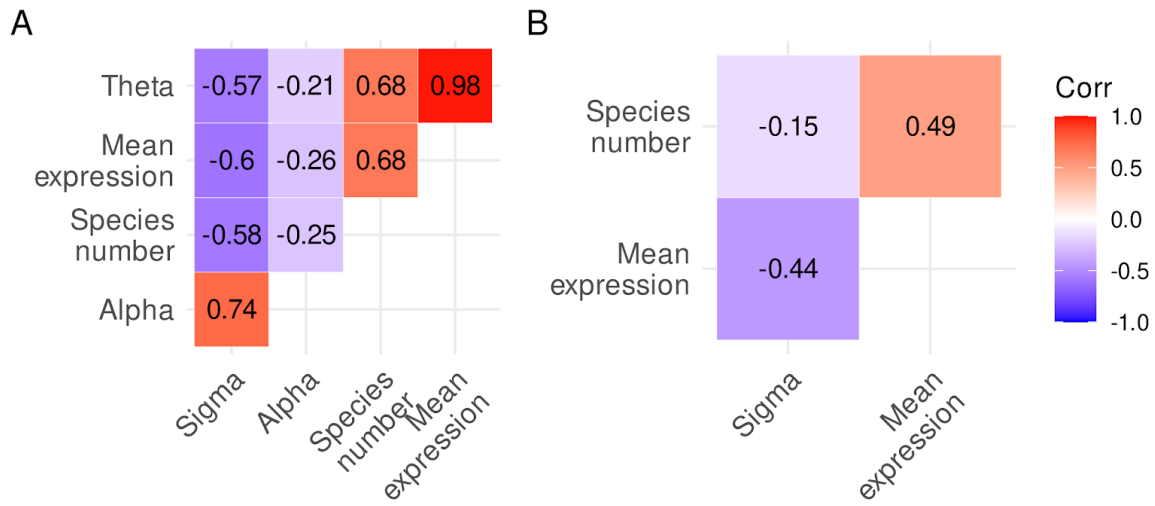 A
B
Theta
-0.57 -0.21 0.68 0.98
Mean
expression
-0.6 -0.26 0.68
Species
number
-0.58 -0.25
Alpha
0.74
Sigma
Alpha
Species
number
Mean
expression
Species
number
-0.15 0.49
Mean
expression
-0.44
Sigma
Mean
expression
Corr
1.0
0.5
0.0
-0.5
-1.0